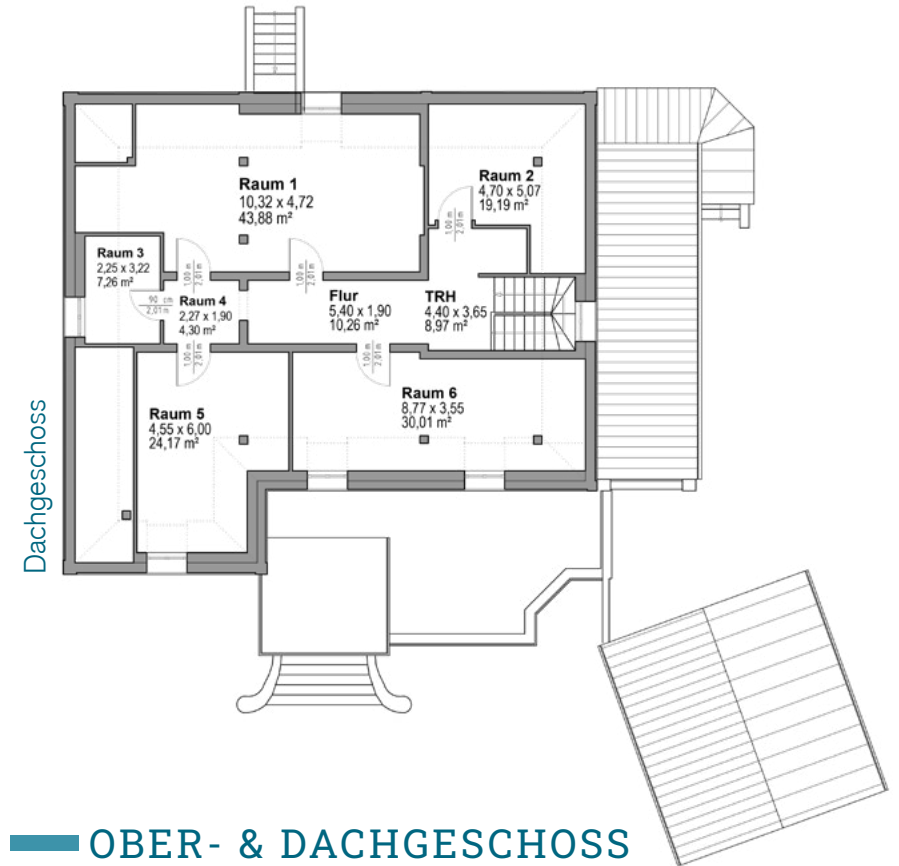 Raum 1
10,32 x 4,72
43,88 m²
Raum 2
4,70 x 5,07
19,19 m²
1,00 m
2,01 m
Raum 3
2,25 x 3,22
7,26 m²
1,00 m
2,01 m
1,00 m
2,01 m
90 cm
2,01 m
Raum 4
2,27 x 1,90
4,30 m²
Flur
5,40 x 1,90
10,26 m²
TRH
4,40 x 3,65
8,97 m²
1,00 m
2,01 m
1,00 m
2,01 m
Raum 5
4,55 x 6,00
24,17 m²
Raum 6
8,77 x 3,55
30,01 m²
Dachgeschoss
OBER- & DACHGESCHOSS